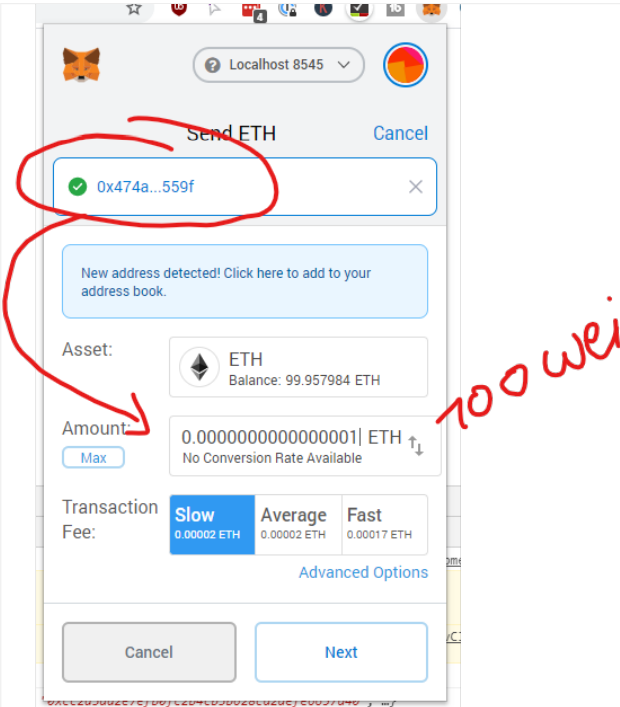 16
4
Localhost 8545
Send ETH
Cancel
0x474a...559f
New address detected! Click here to add to your
address book.
Asset:
ETH
Balance: 99.957984 ETH
Amount:
0.0000000000000001 ETH
Max
No Conversion Rate Available
100 wei
Transaction
Fee:
Slow
0.00002 ETH
Average
0.00002 ETH
Fast
0.00017 ETH
Advanced Options
Cancel
Next